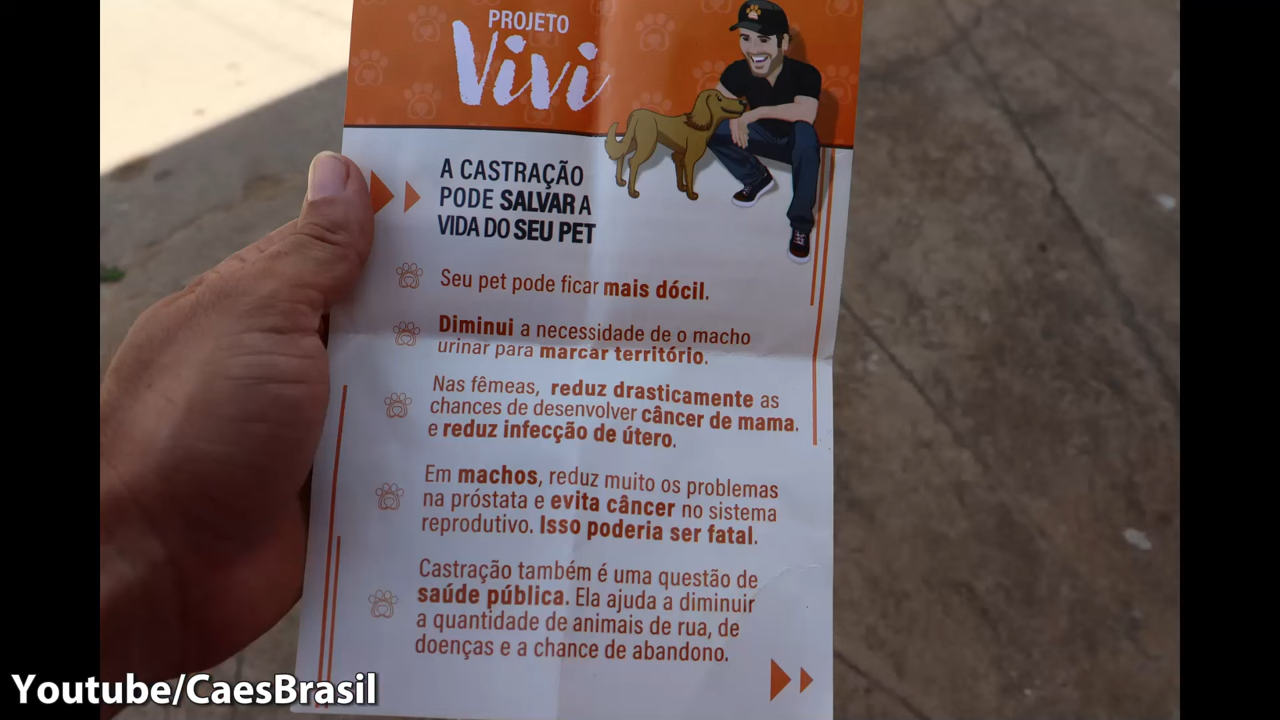 PROJETO
Vivi
A CASTRAÇÃO
PODE SALVAR A
VIDA DO SEU PET
Seu pet pode ficar mais dócil.
Diminui a necessidade de o macho
urinar para marcar território.
Nas fêmeas, reduz drasticamente as
chances de desenvolver câncer de mama.
e reduz infecção de útero.
Em machos, reduz muito os problemas
na próstata e evita câncer no sistema
reprodutivo. Isso poderia ser fatal.
Castração também é uma questão de
saúde pública. Ela ajuda a diminuir
a quantidade de animais de rua, de
doenças e a chance de abandono.
Youtube/CaesBrasil